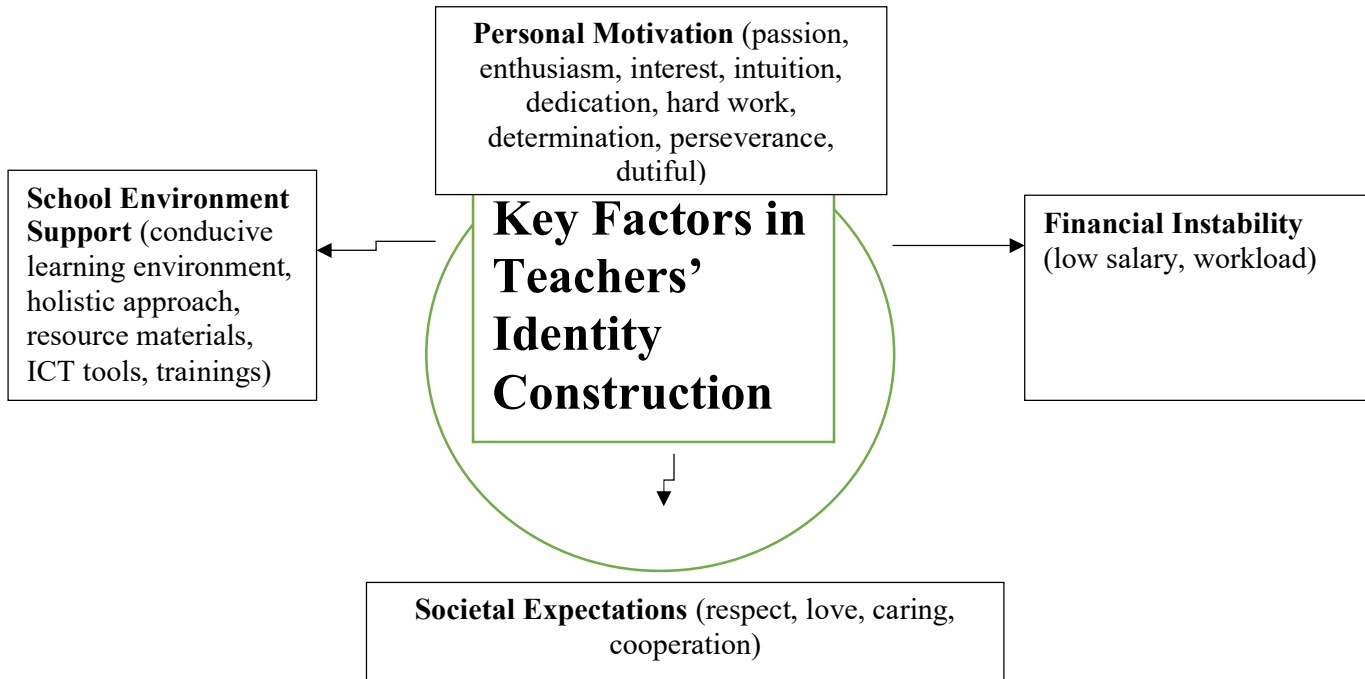 Personal Motivation (passion,
enthusiasm, interest, intuition,
dedication, hard work,
determination, perseverance,
dutiful)
School Environment
Support (conducive
learning environment,
holistic approach,
resource materials,
ICT tools, trainings)
Key Factors in
Teachers’
Identity
Construction
Financial Instability
(low salary, workload)
Societal Expectations (respect, love, caring,
cooperation)